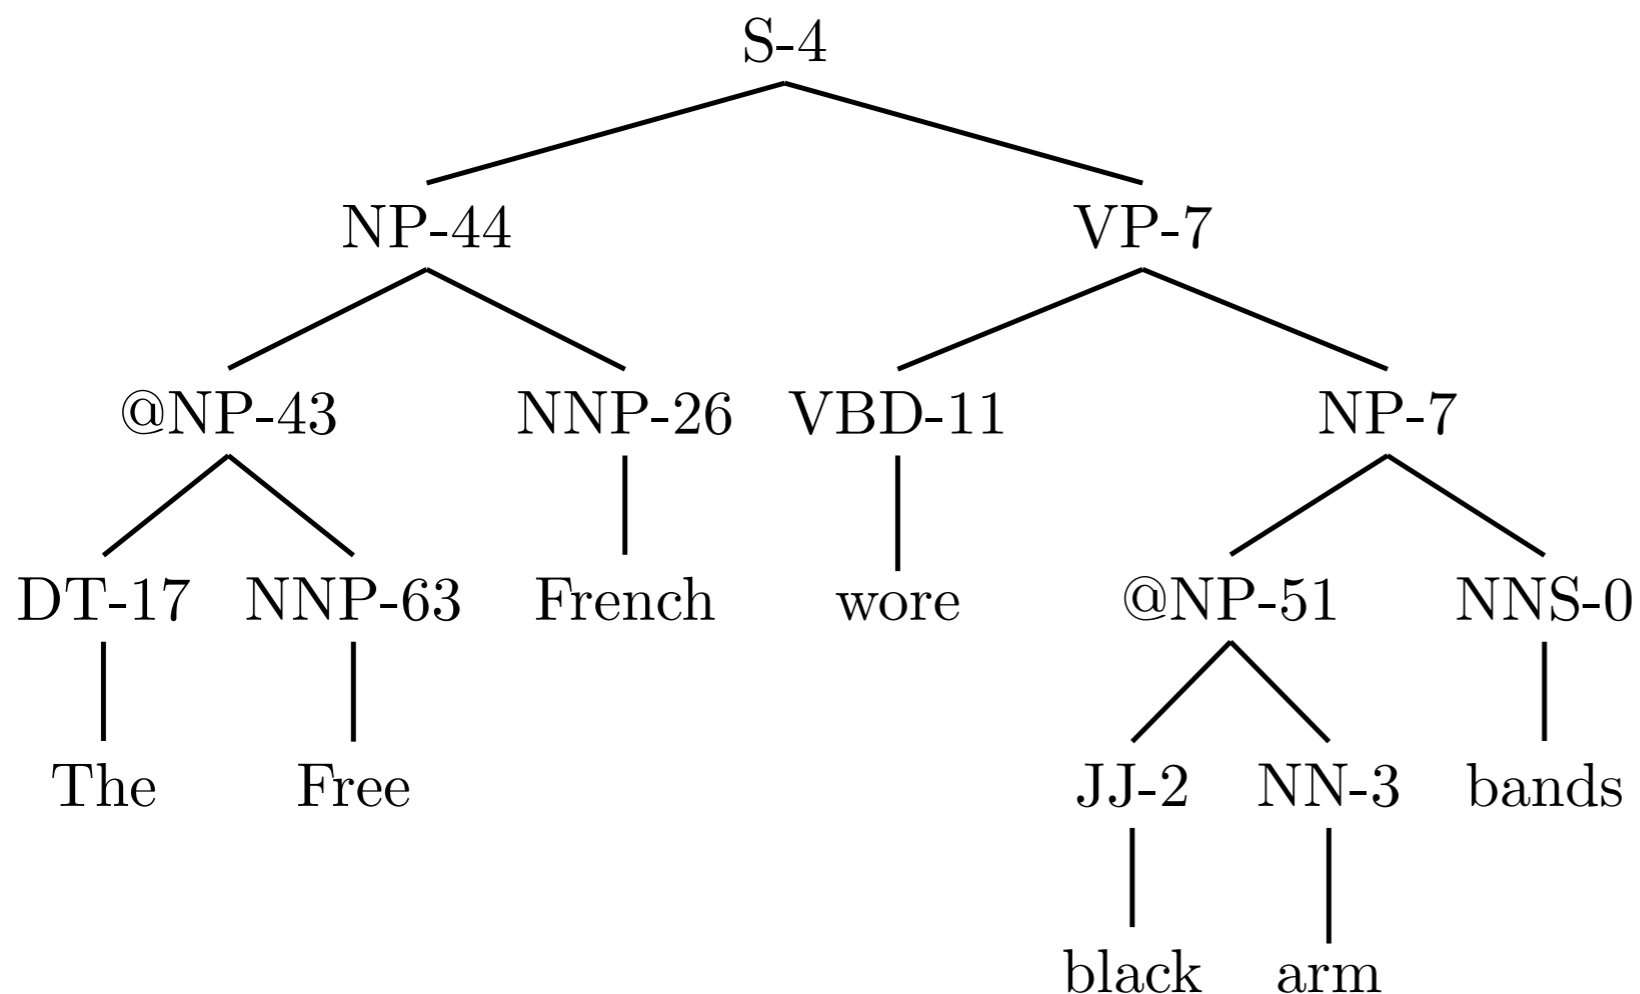 S-4
NP-44 VP-7
@NP-43 NNP-26 VBD-11 NP-7
DT-17 NNP-63 French wore @NP-51 NNS-0
The Free JJ-2 NN-3 bands
black arm